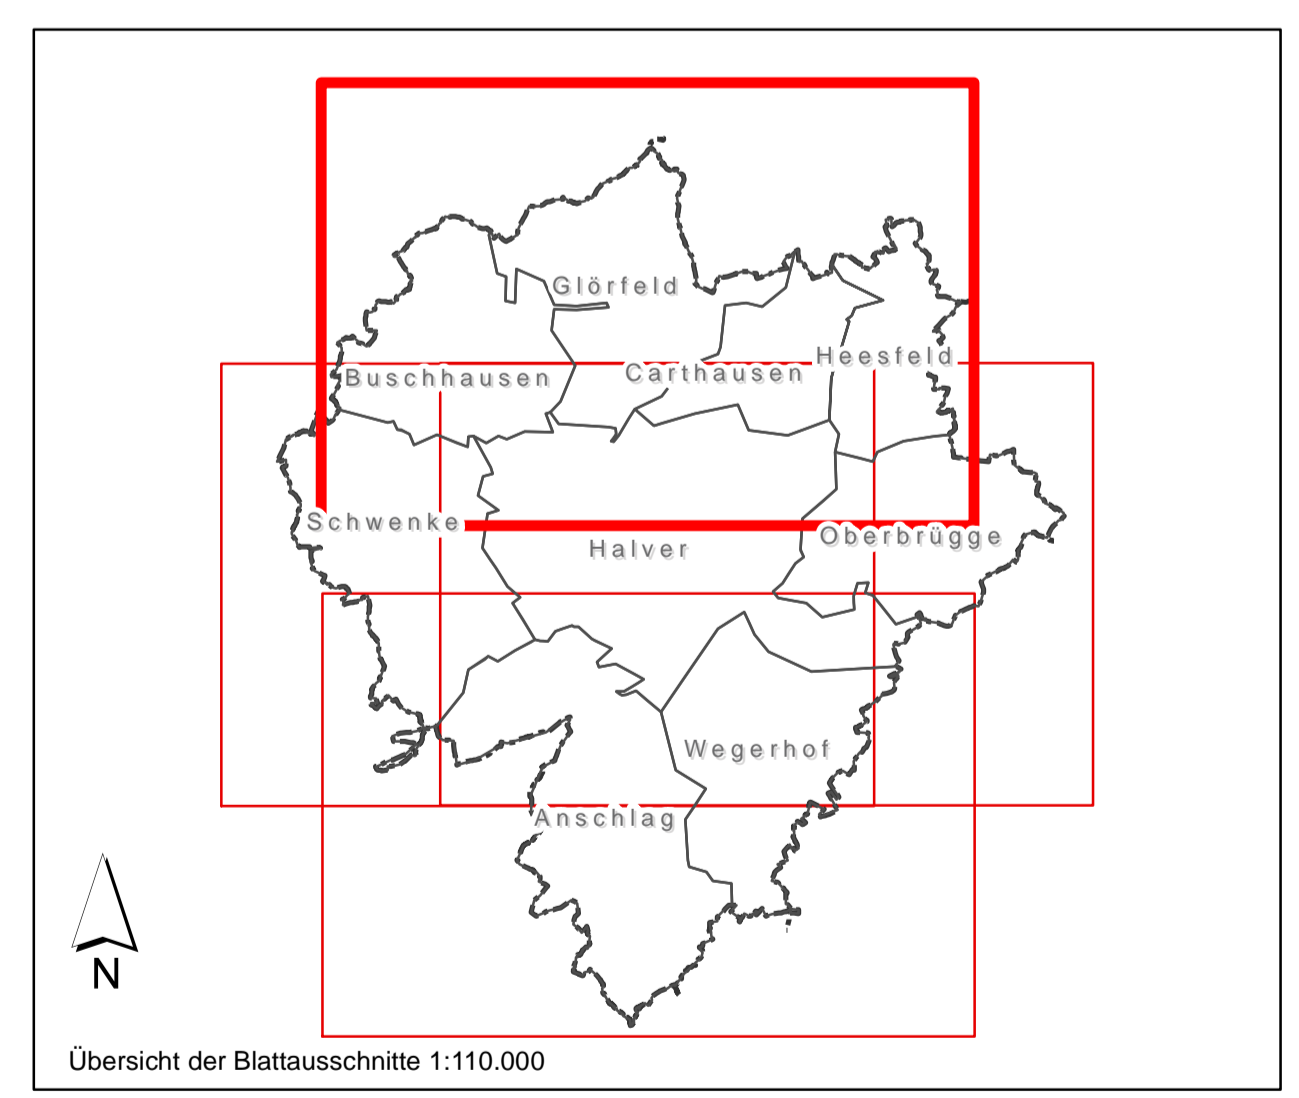 Glörfeld
Heesfeld
Carthausen
Buschhausen
Schwenke
Oberbrügge
Halver
Wegerhof
Anschlag
N
Übersicht der Blattausschnitte 1:110.000